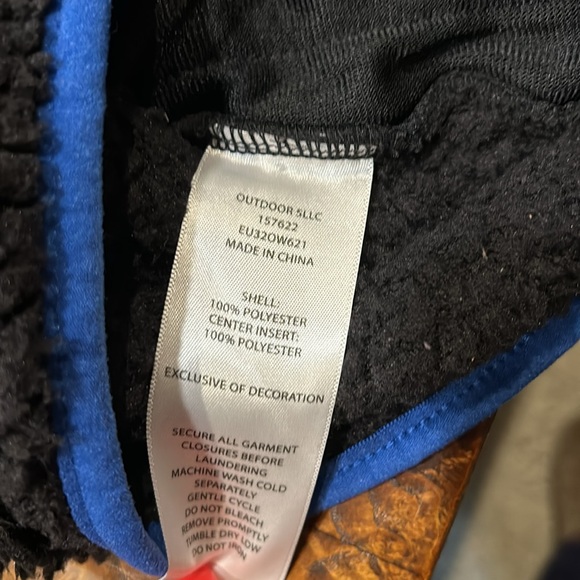 OUTDOOR SLLC
157622
EU32OW621
MADE IN CHINA
SHELL:
100% POLYESTER
CENTER INSERT:
100% POLYESTER
EXCLUSIVE OF DECORATION
SECURE ALL GARMENT
CLOSURES BEFORE
LAUNDERING
MACHINE WASH COLD
SEPARATELY
GENTLE CYCLE
DO NOT BLEACH
REMOVE PROMPTLY
TUMBLE DRY LOW
DO NOT IRON